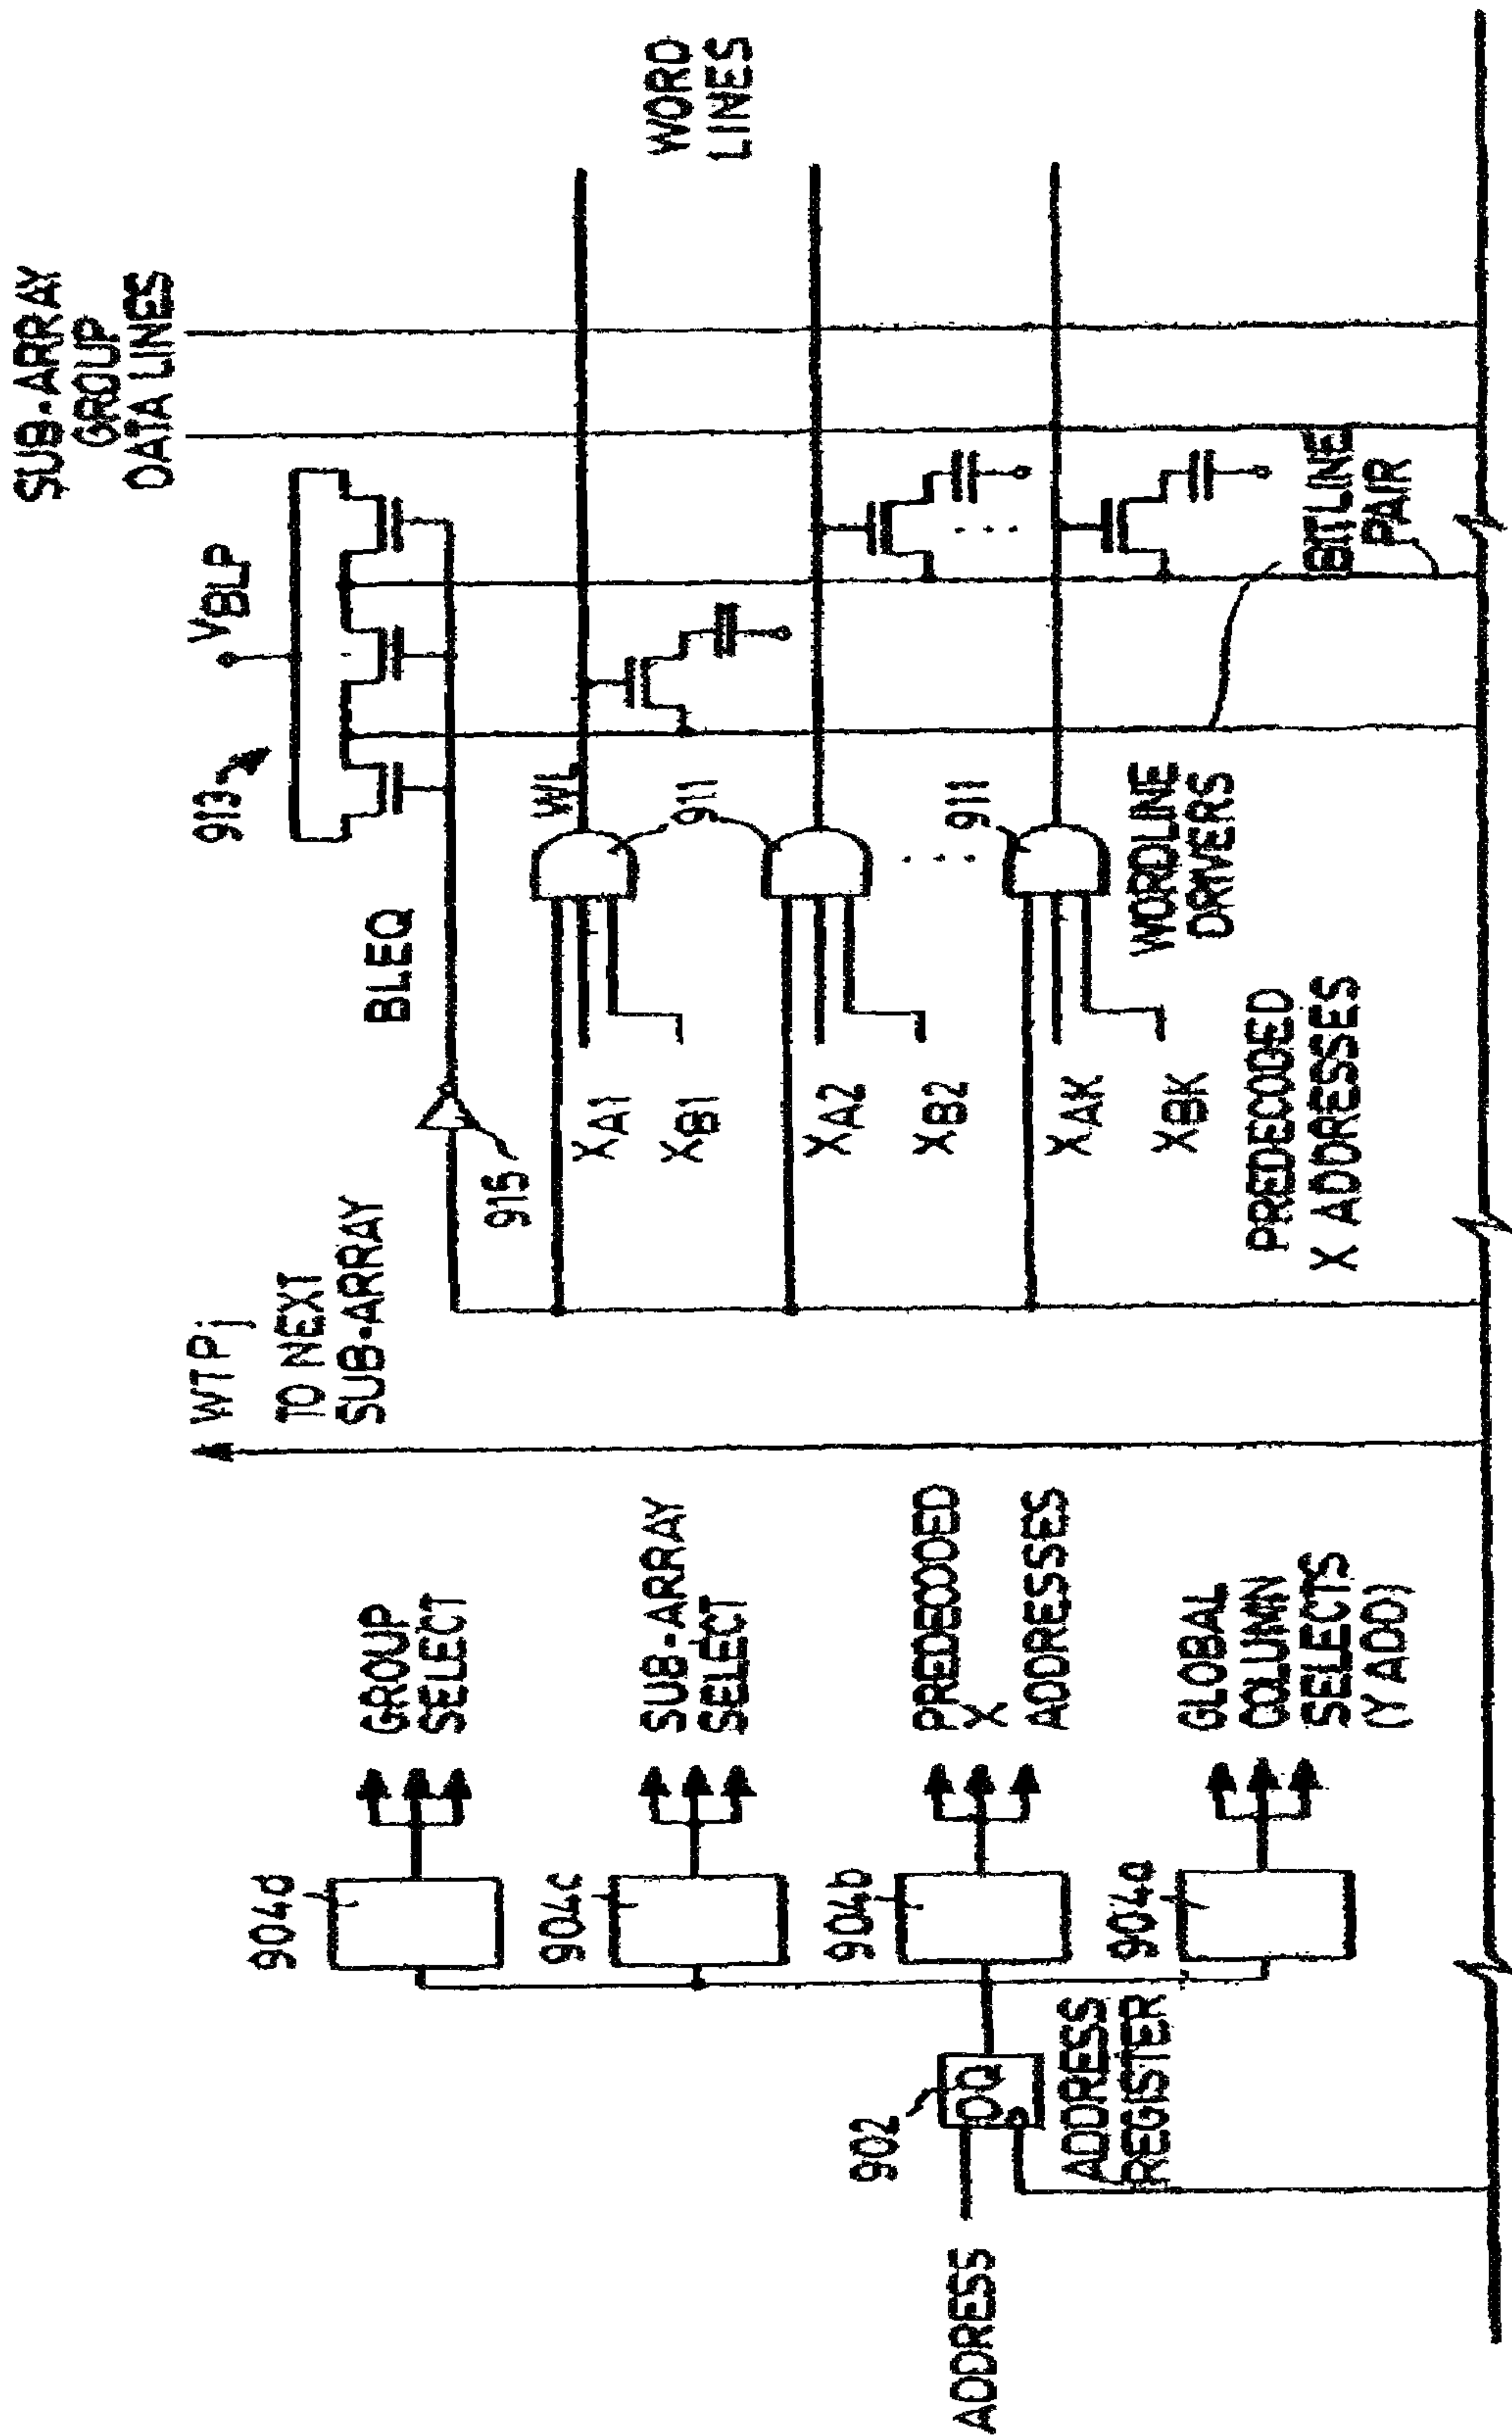 SUB-ARRAY
GROUP
DATA LINES
WTPj
TO NEXT
SUB-ARRAY
VBLP
913
BLEQ
915
WORD
LINES
904d
GROUP
SELECT
WL
911
XA1
XB1
904c
SUB-ARRAY
SELECT
XA2
XB2
902
DQ
904b
PREDECODED
X
ADDRESSES
911
XAK
XBK
WORDLINE
DRIVERS
ADDRESS
ADDRESS
REGISTER
904a
GLOBAL
COLUMN
SELECTS
(Y ADD)
PREDECODED
X ADDRESSES
BITLINE
PAIR